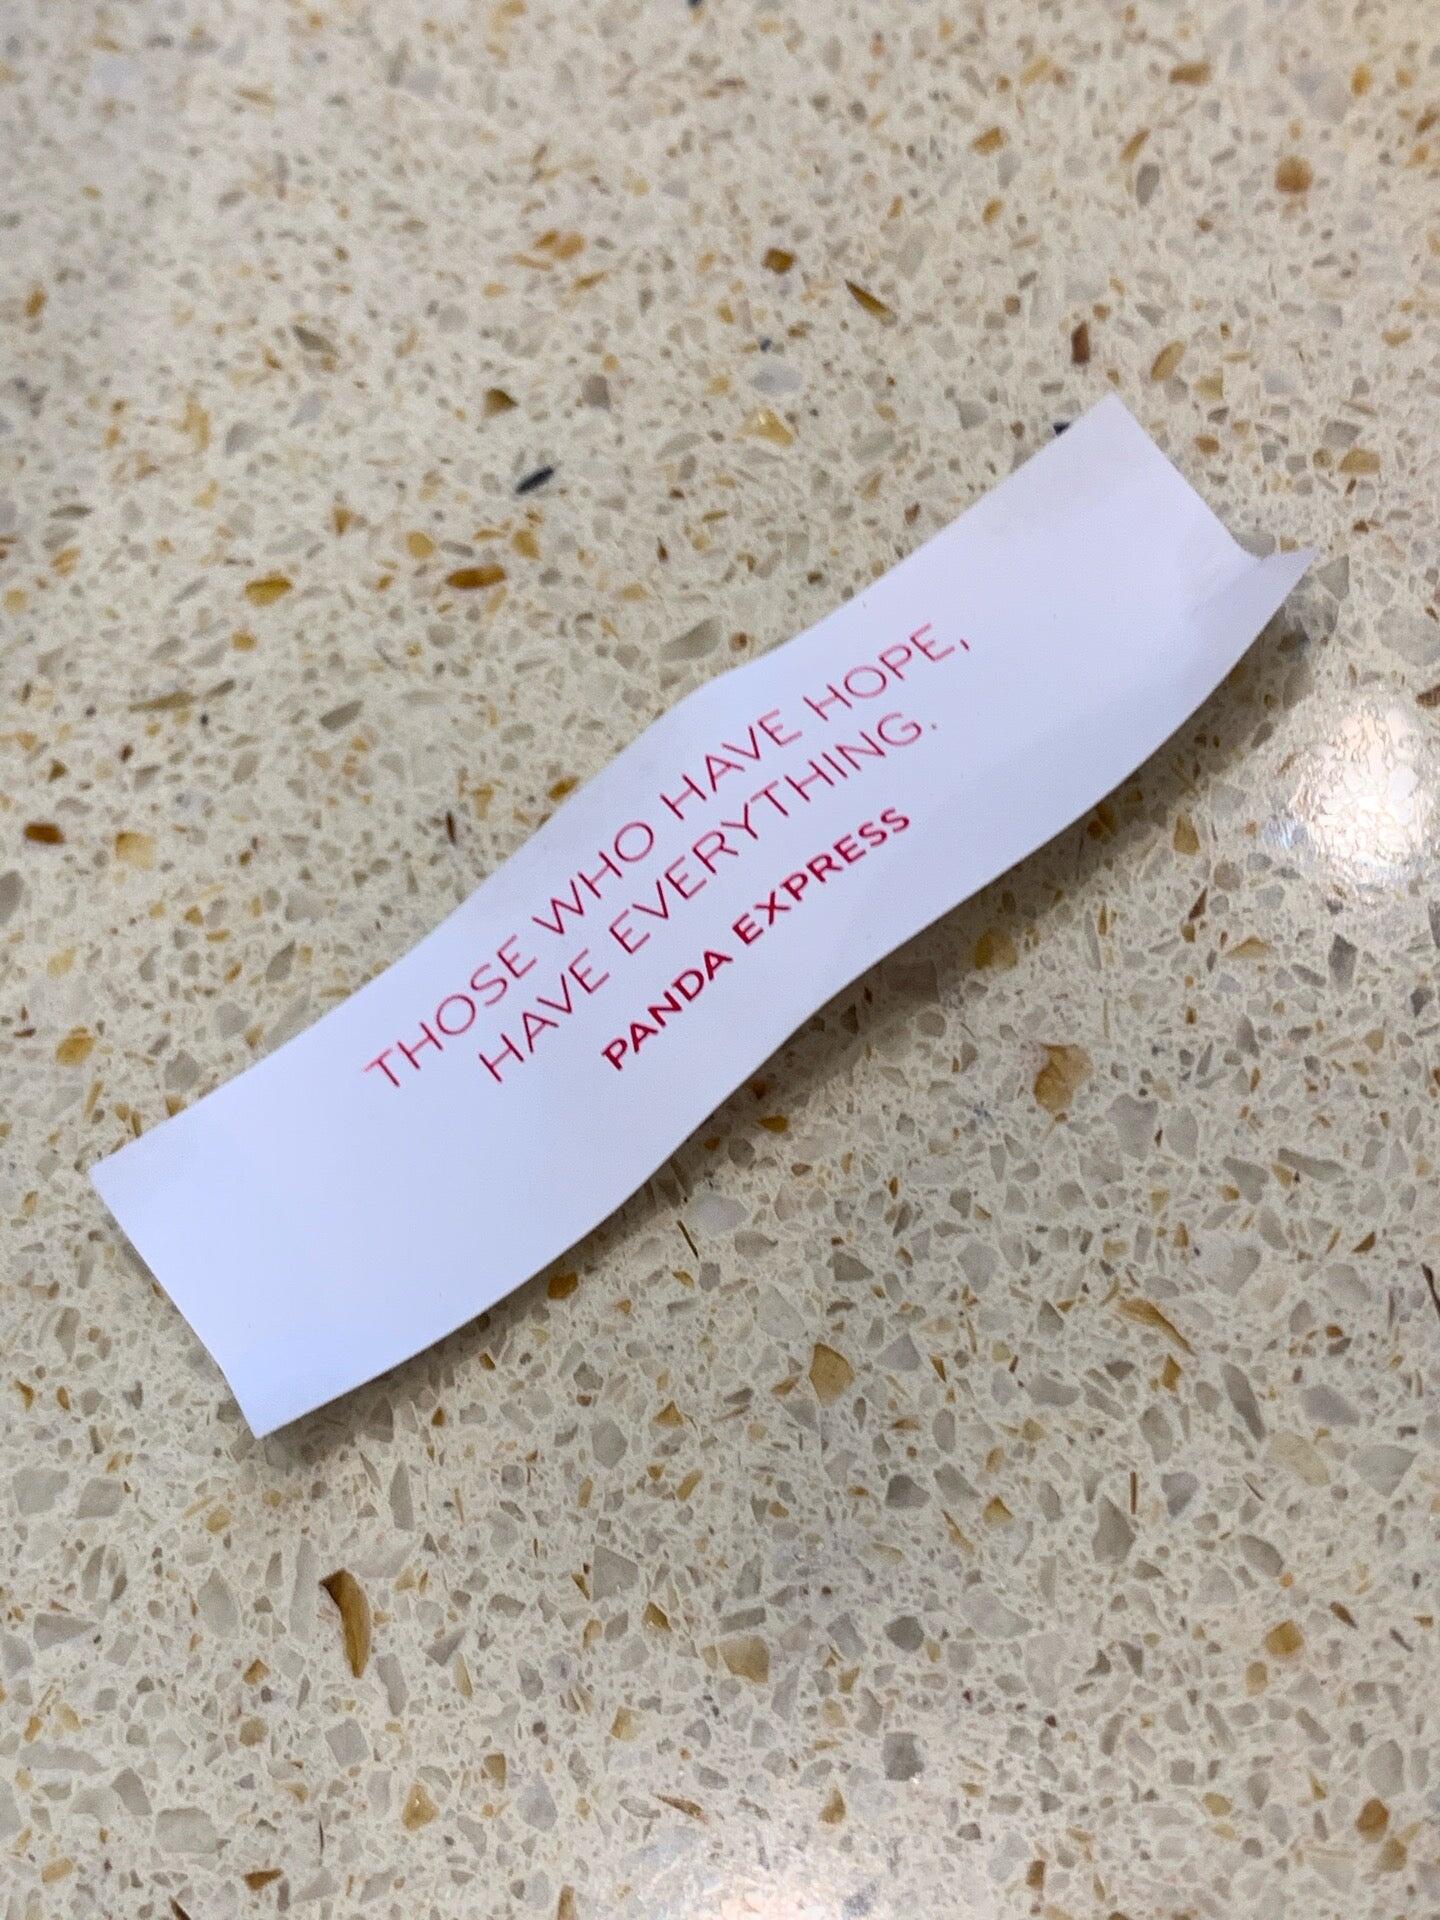 THOSE WHO HAVE HOPE,
HAVE EVERYTHING.
PANDA EXPRESS